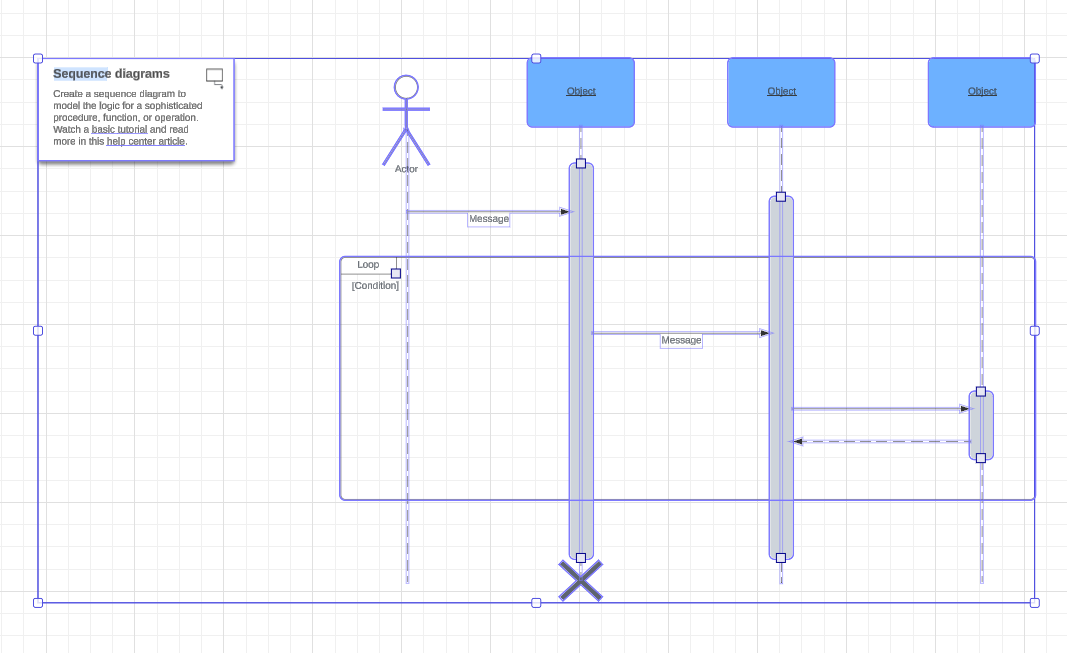 Sequence diagrams
Create a sequence diagram to
model the logic for a sophisticated
procedure, function, or operation.
Watch a basic tutorial and read
more in this help center article.
Object
Object
Object
Actor
Message
Loop
[Condition]
Message